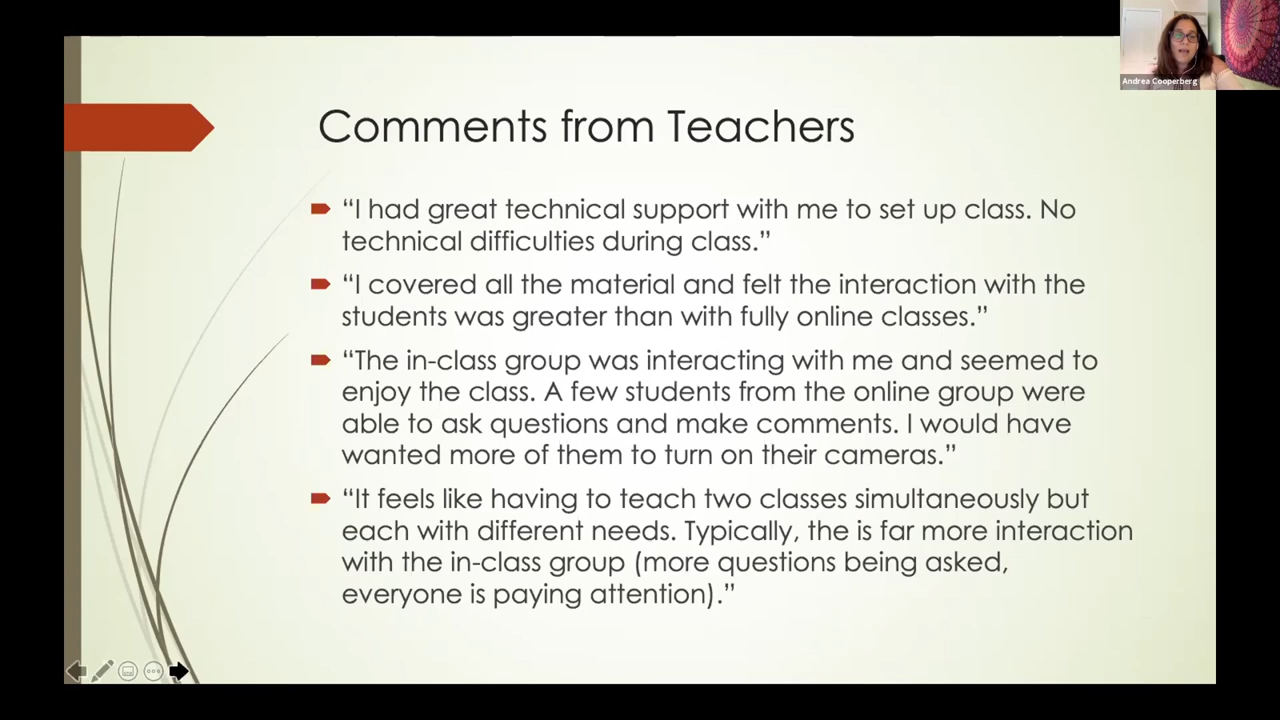 Andrea Cooperberg
Comments from Teachers
“I had great technical support with me to set up class. No
technical difficulties during class.”
“I covered all the material and felt the interaction with the
students was greater than with fully online classes.”
“The in-class group was interacting with me and seemed to
enjoy the class. A few students from the online group were
able to ask questions and make comments. I would have
wanted more of them to turn on their cameras.”
“It feels like having to teach two classes simultaneously but
each with different needs. Typically, the is far more interaction
with the in-class group (more questions being asked,
everyone is paying attention).”